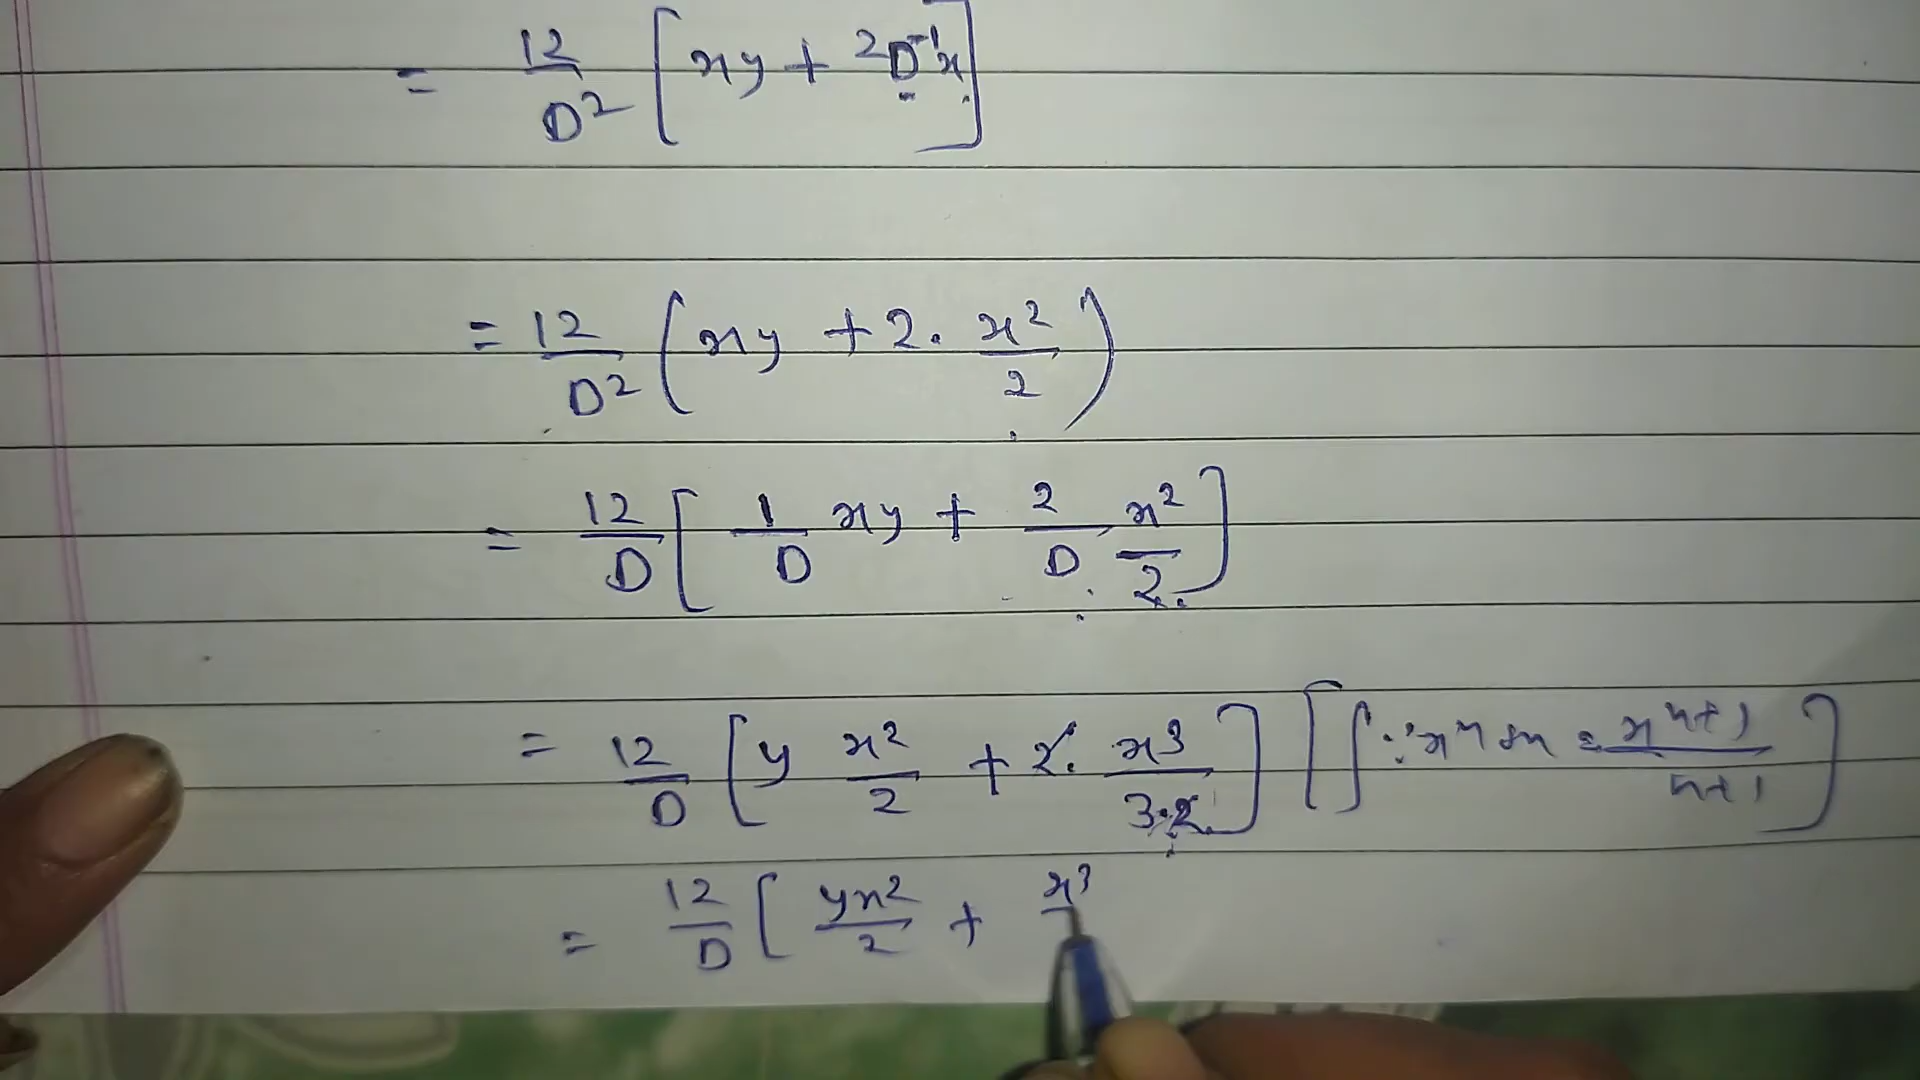 = 12/D² [xy + 2D⁻¹x]
= 12/D² (xy + 2. x²/2)
= 12/D [1/D xy + 2/D x²/2]
= 12/D [y x²/2 + 2. x³/3.2] [∫ ∵ xⁿ dx = xⁿ⁺¹/n+1]
= 12/D [yx²/2 + x³